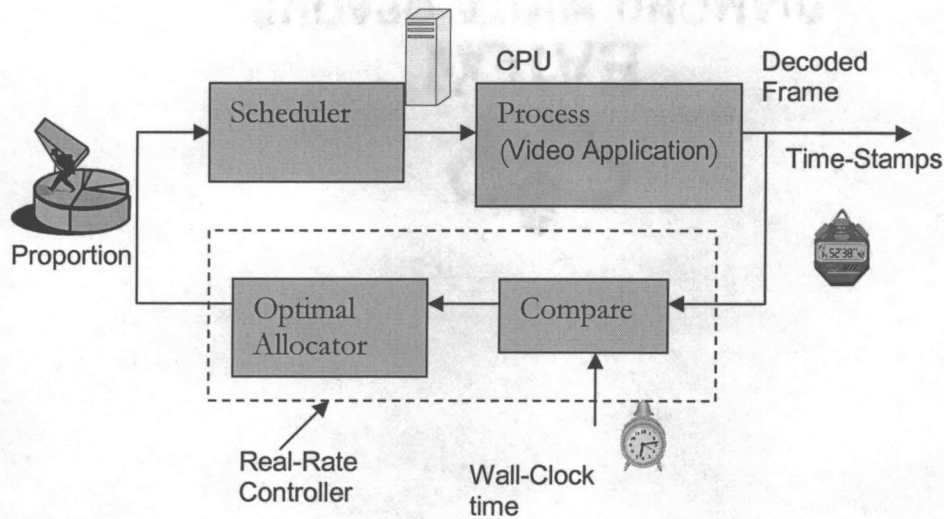 CPU
Decoded
Frame
Scheduler
Process
(Video Application)
Time-Stamps
Proportion
Optimal
Allocator
Compare
Real-Rate
Controller
Wall-Clock
time